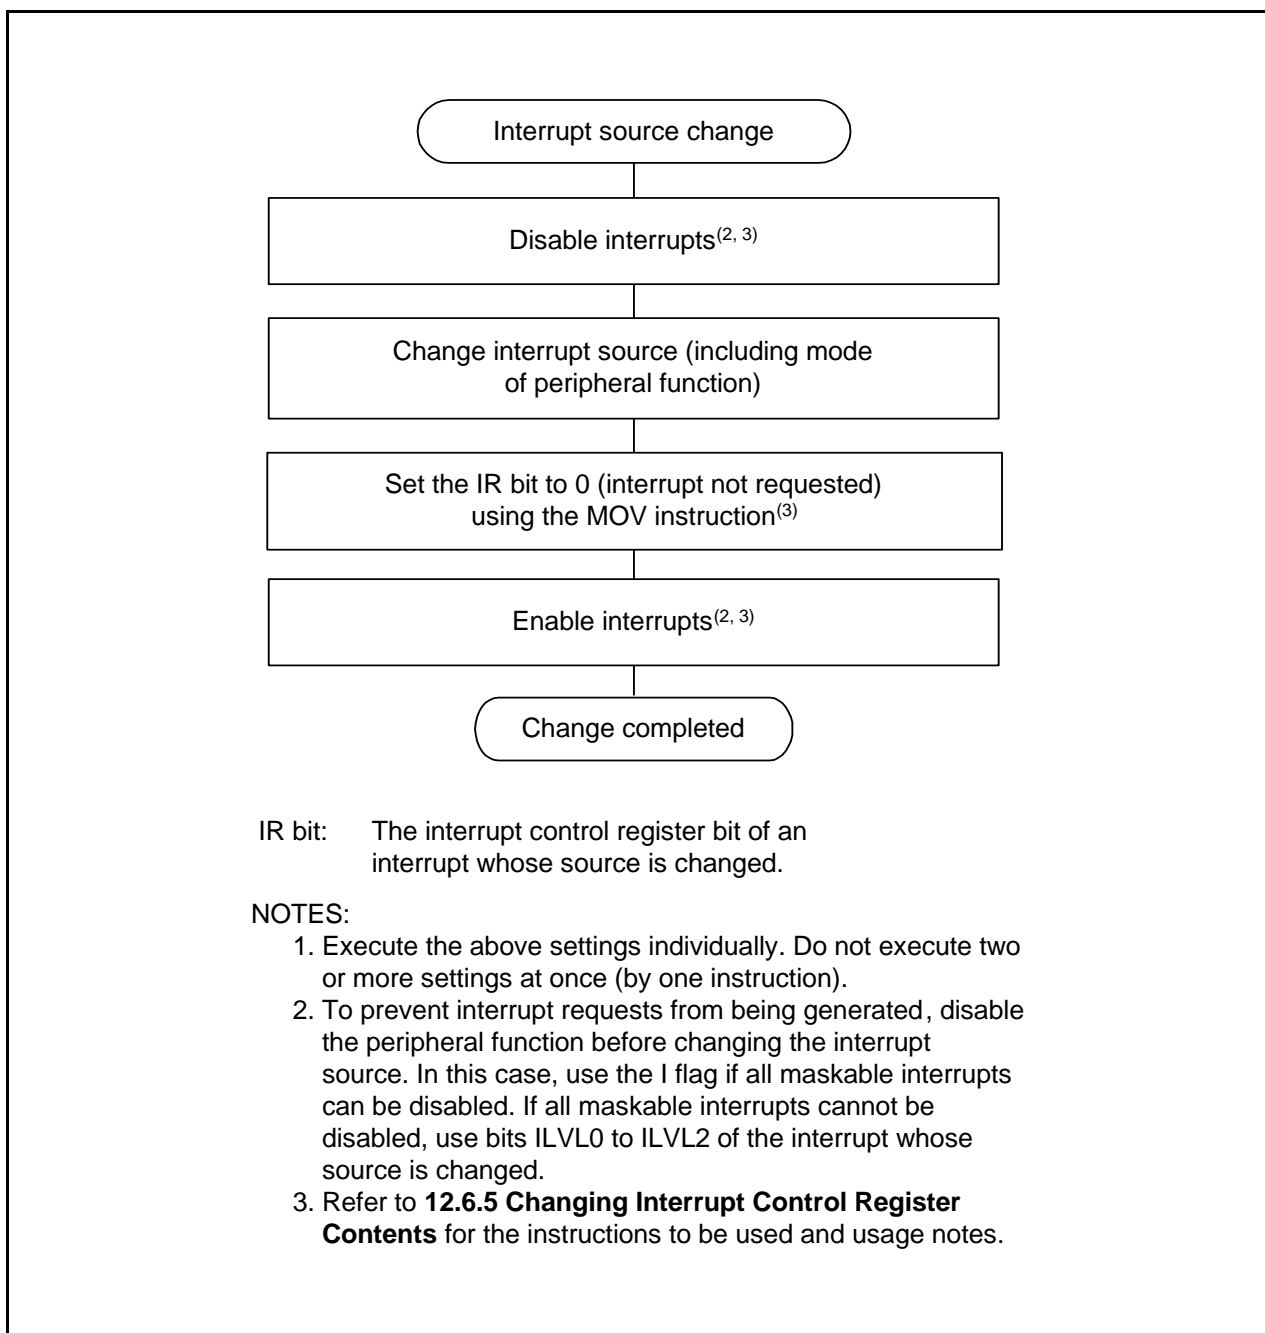 Interrupt source change
Disable interrupts(2, 3)
Change interrupt source (including mode
of peripheral function)
Set the IR bit to 0 (interrupt not requested)
using the MOV instruction(3)
Enable interrupts(2, 3)
Change completed
IR bit: The interrupt control register bit of an
interrupt whose source is changed.
NOTES:
1. Execute the above settings individually. Do not execute two
or more settings at once (by one instruction).
2. To prevent interrupt requests from being generated, disable
the peripheral function before changing the interrupt
source. In this case, use the I flag if all maskable interrupts
can be disabled. If all maskable interrupts cannot be
disabled, use bits ILVL0 to ILVL2 of the interrupt whose
source is changed.
3. Refer to 12.6.5 Changing Interrupt Control Register
Contents for the instructions to be used and usage notes.